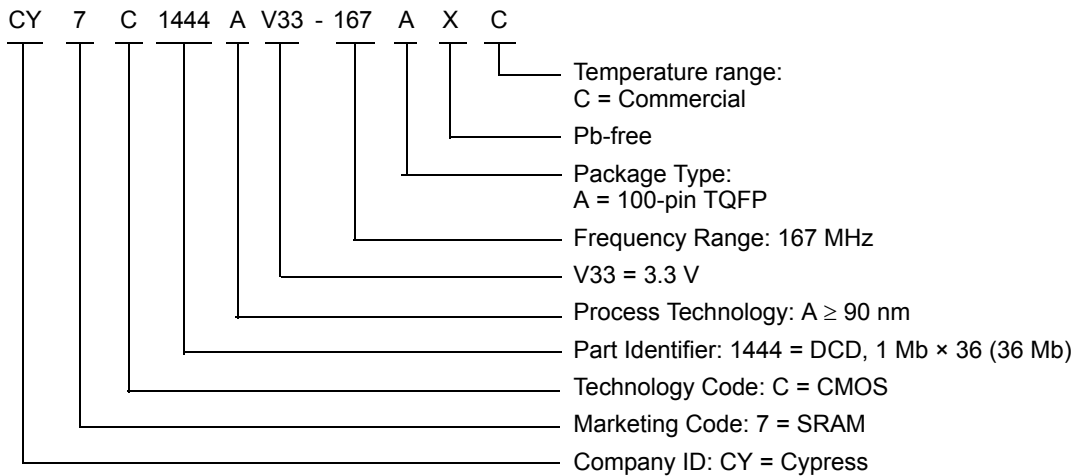 CY 7 C 1444 A V33 - 167 A X C
Temperature range:
C = Commercial
Pb-free
Package Type:
A = 100-pin TQFP
Frequency Range: 167 MHz
V33 = 3.3 V
Process Technology: A ≥ 90 nm
Part Identifier: 1444 = DCD, 1 Mb × 36 (36 Mb)
Technology Code: C = CMOS
Marketing Code: 7 = SRAM
Company ID: CY = Cypress